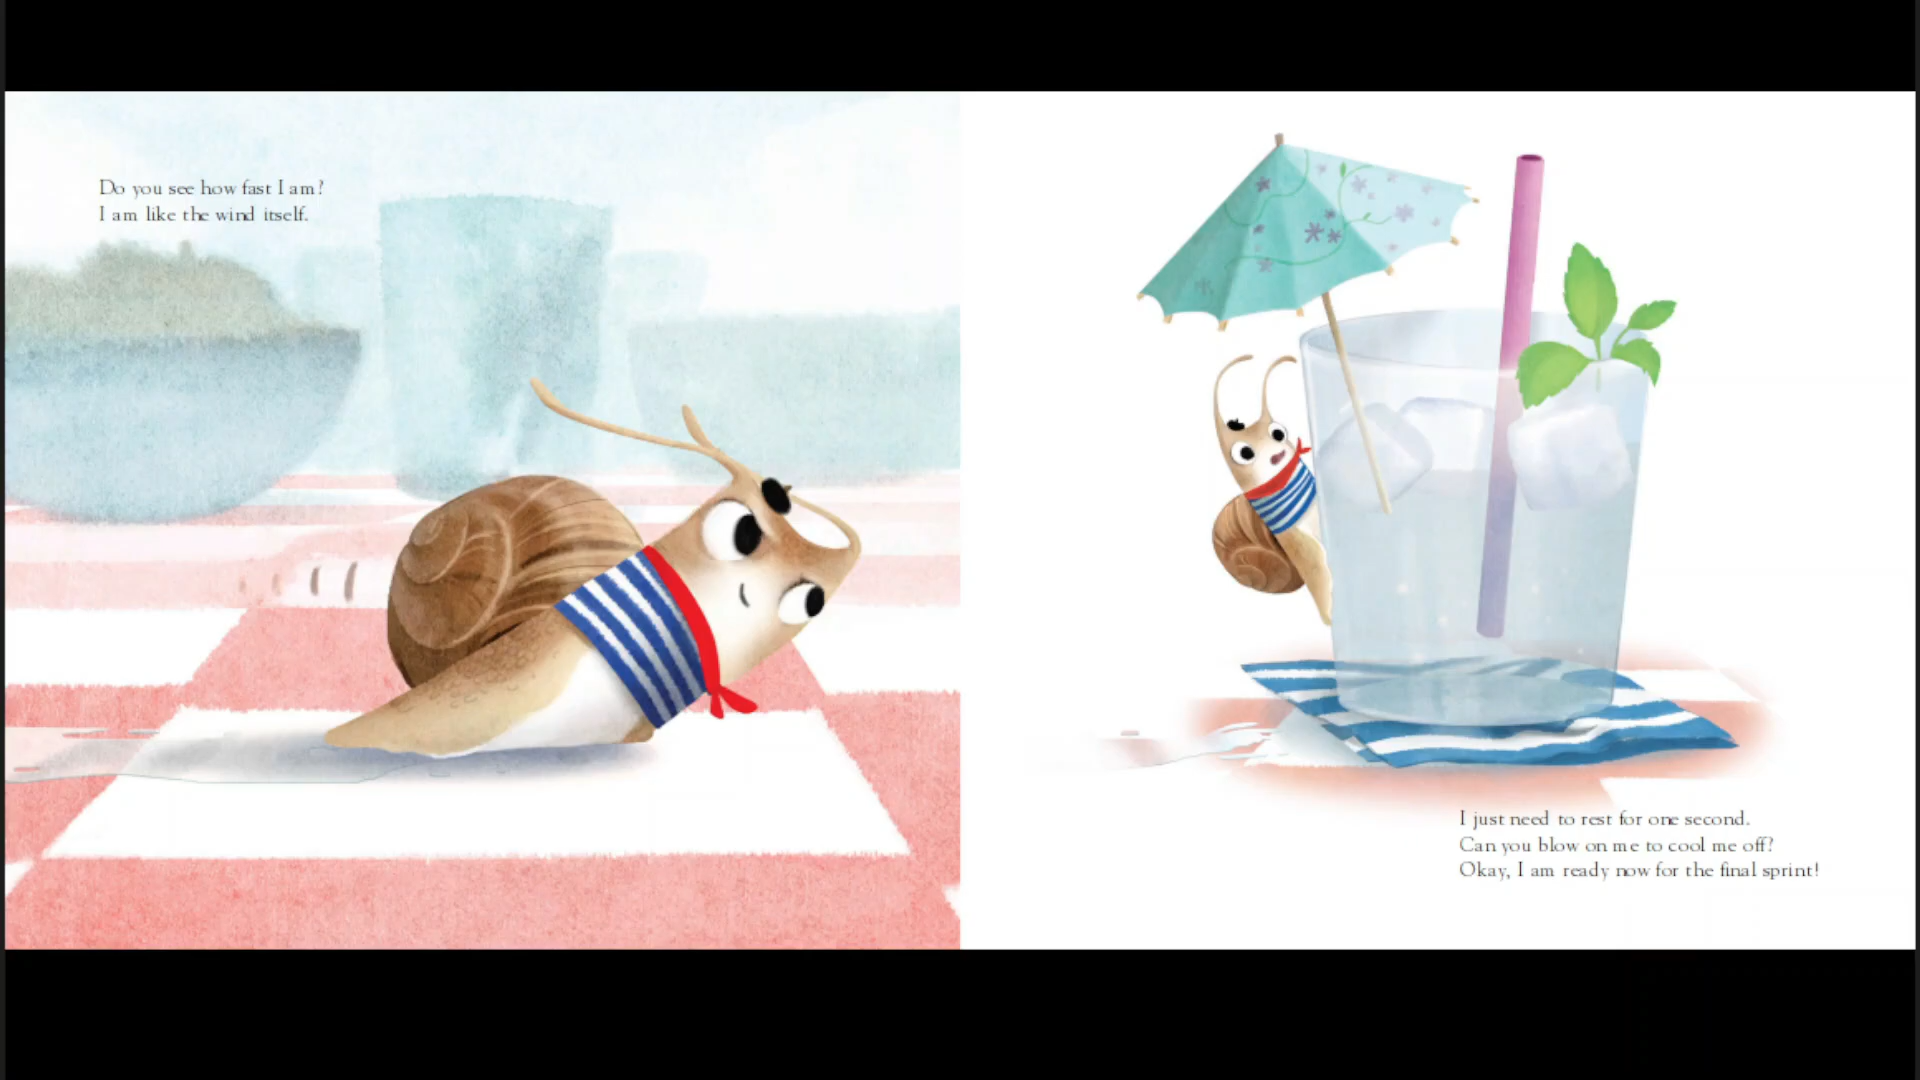 Do you see how fast I am?
I am like the wind itself.
I just need to rest for one second.
Can you blow on me to cool me off?
Okay, I am ready now for the final sprint!